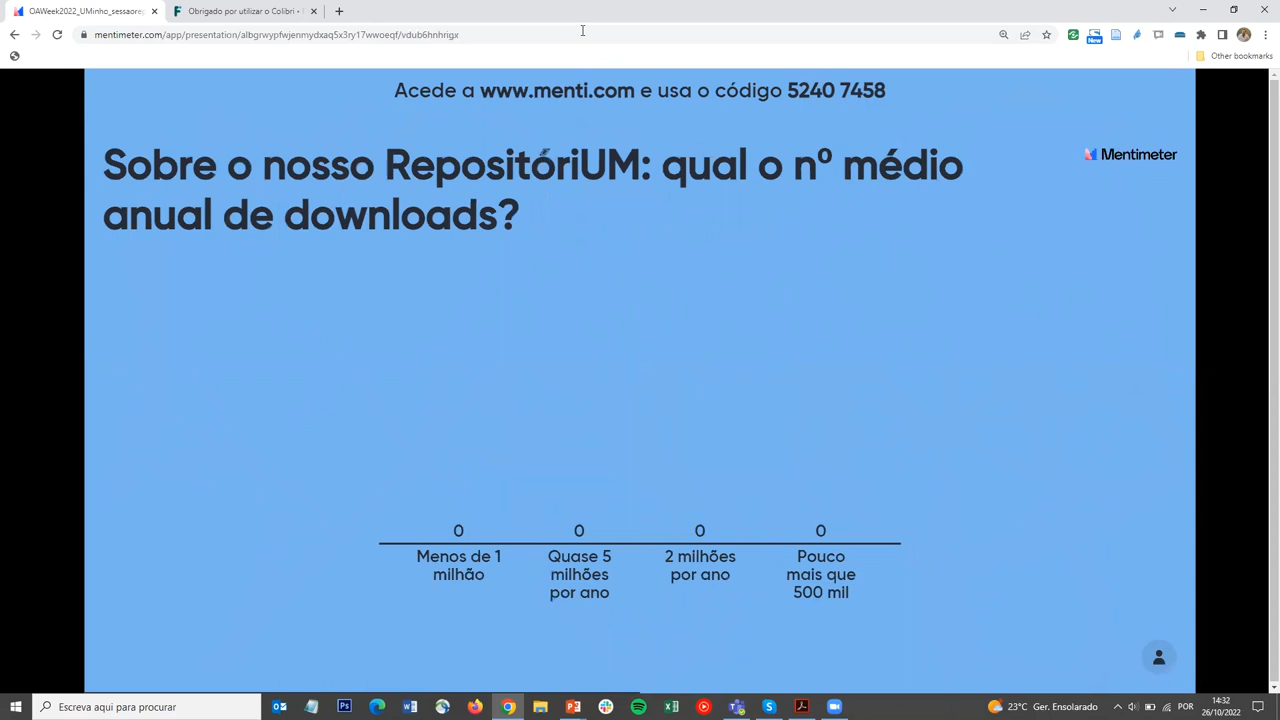 OAWeek2022_UMinho_sessaorep
Obrigado por utilizar o Colibri •
mentimeter.com/app/presentation/albgrwypfwjenmydxaq5x3ry17wwoeqf/vdub6hnhrigx
New
Other bookmarks
Acede a www.menti.com e usa o código 5240 7458
Sobre o nosso RepositóriUM: qual o nº médio
anual de downloads?
Mentimeter
0 0 0 0
Menos de 1
milhão
Quase 5
milhões
por ano
2 milhões
por ano
Pouco
mais que
500 mil
Escreva aqui para procurar
23°C Ger. Ensolarado
POR
14:32
26/10/2022